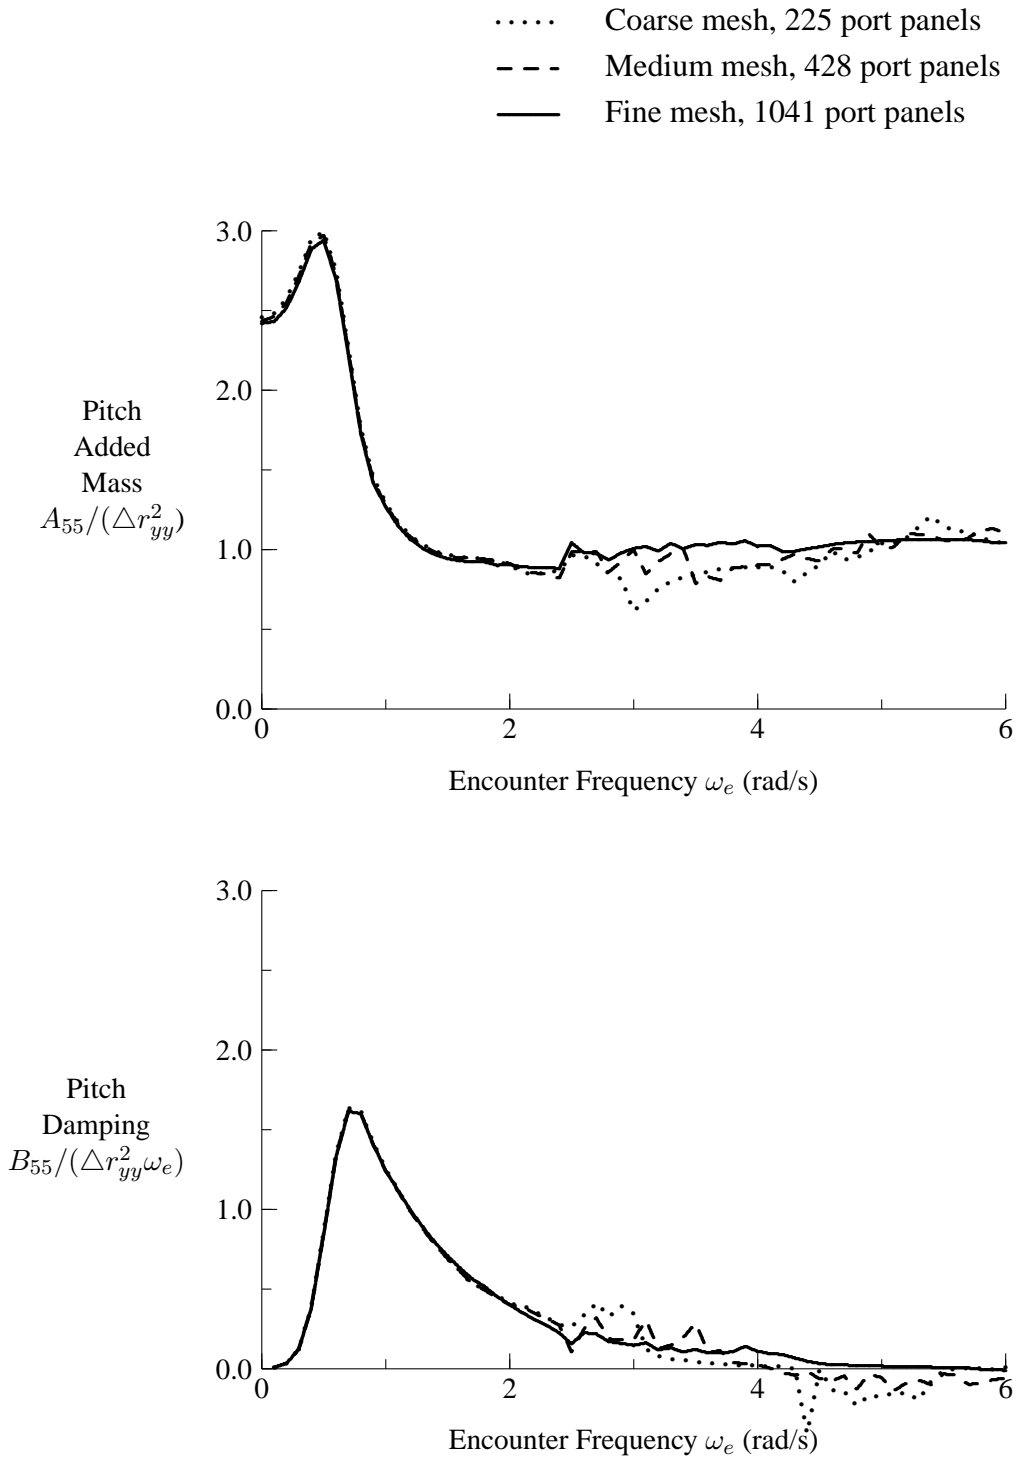 Coarse mesh, 225 port panels
Medium mesh, 428 port panels
Fine mesh, 1041 port panels
3.0
2.0
1.0
0.0
Pitch
Added
Mass
A₅₅/(△r²yy)
0 2 4 6
Encounter Frequency ωₑ (rad/s)
3.0
2.0
1.0
0.0
Pitch
Damping
B₅₅/(△r²yyωₑ)
0 2 4 6
Encounter Frequency ωₑ (rad/s)